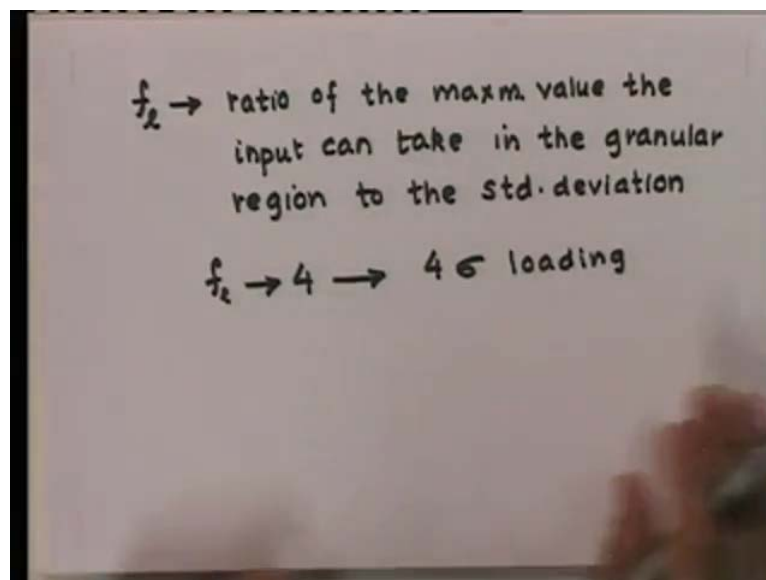 fℓ → ratio of the maxm. value the
input can take in the granular
region to the std. deviation
fℓ → 4 → 4σ loading